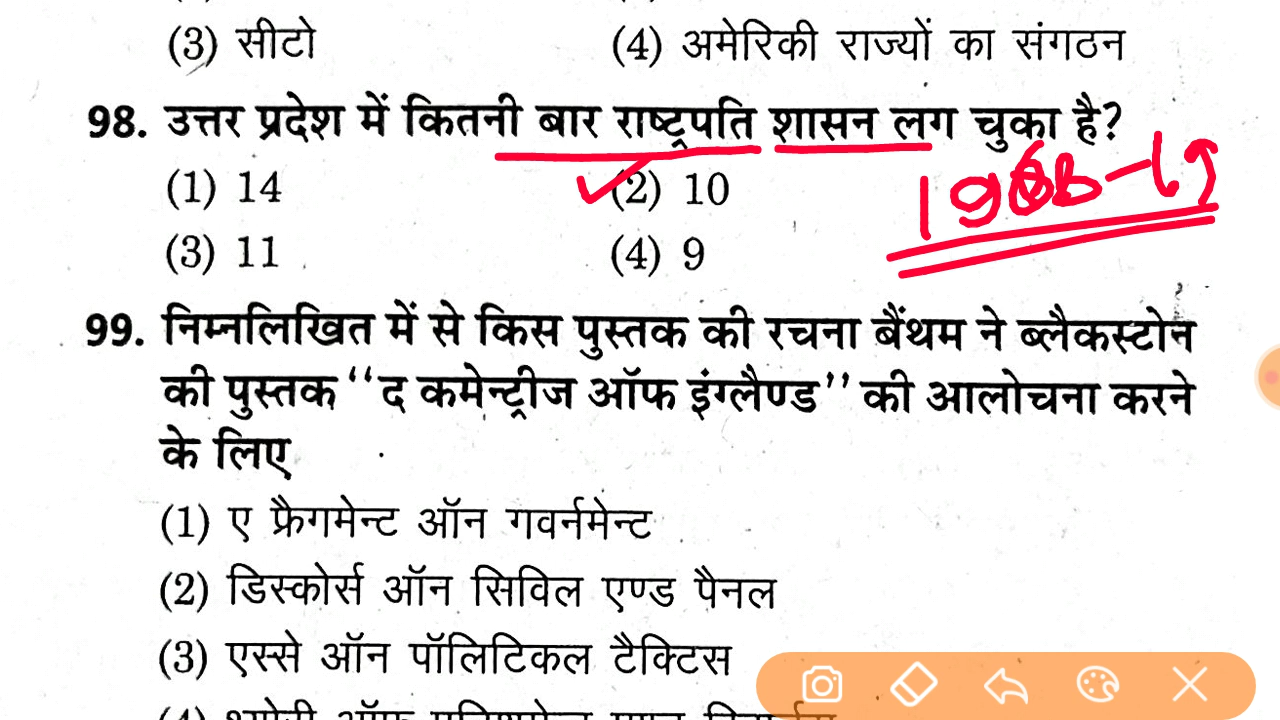 (3) सीटो (4) अमेरिकी राज्यों का संगठन
98. उत्तर प्रदेश में कितनी बार राष्ट्रपति शासन लग चुका है?
(1) 14 (2) 10
(3) 11 (4) 9
99. निम्नलिखित में से किस पुस्तक की रचना बैंथम ने ब्लैकस्टोन
की पुस्तक ‘‘द कमेन्ट्रीज ऑफ इंग्लैण्ड’’ की आलोचना करने
के लिए
(1) ए फ्रैगमेन्ट ऑन गवर्नमेन्ट
(2) डिस्कोर्स ऑन सिविल एण्ड पैनल
(3) एस्से ऑन पॉलिटिकल टैक्टिस